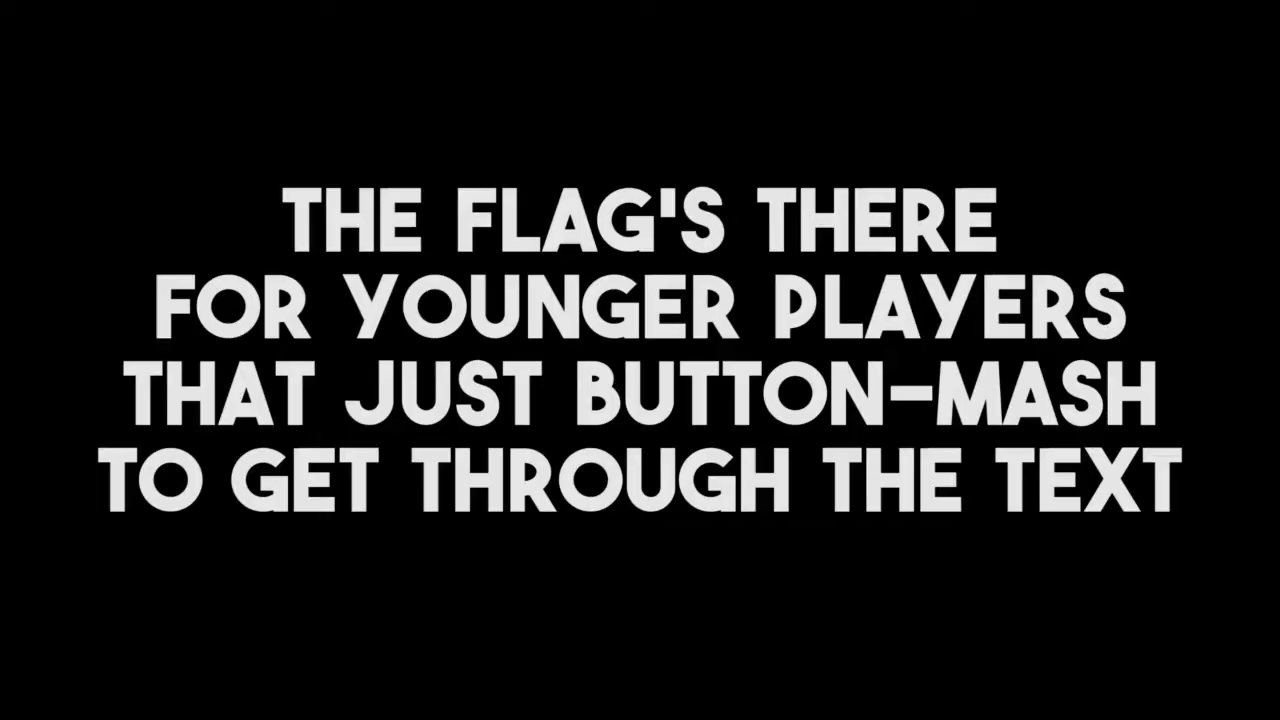 THE FLAG'S THERE
FOR YOUNGER PLAYERS
THAT JUST BUTTON-MASH
TO GET THROUGH THE TEXT